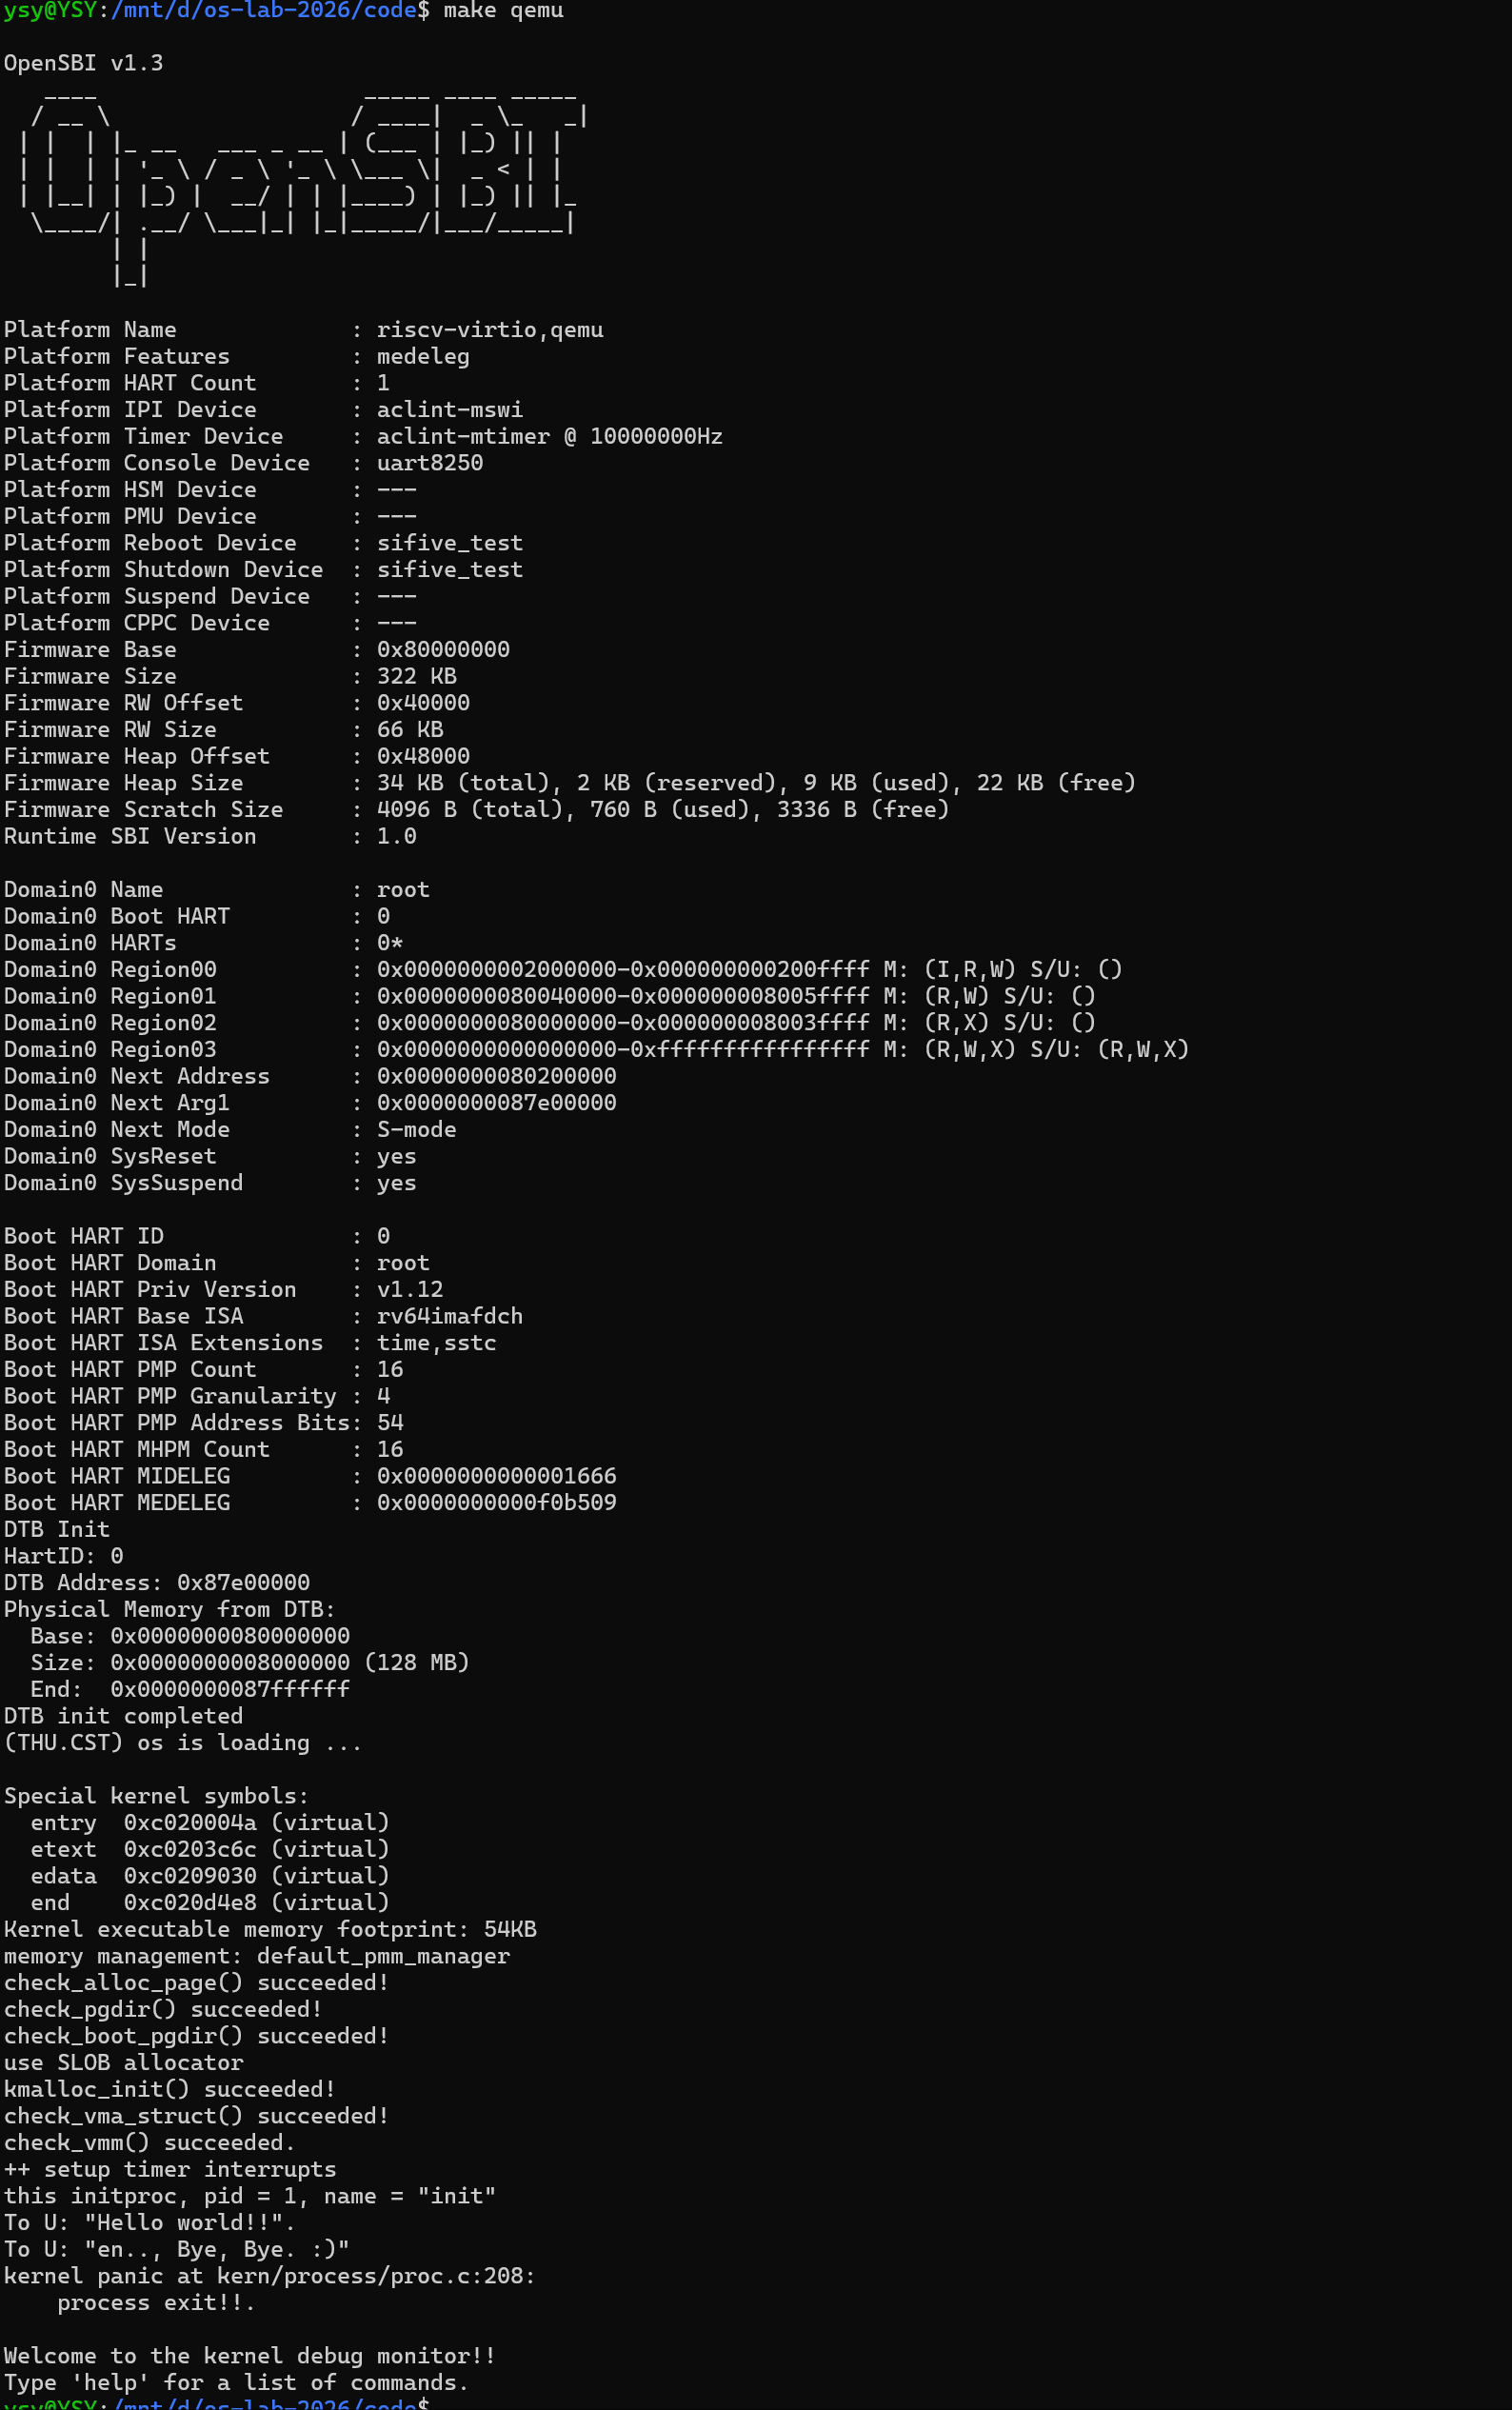 ysy@YSY:/mnt/d/os-lab-2026/code$ make qemu

OpenSBI v1.3
   ____                    _____ ____ _____
  / __ \                  / ____|  _ \_   _|
 | |  | |_ __   ___ _ __ | (___ | |_) || |
 | |  | | '_ \ / _ \ '_ \ \___ \|  _ < | |
 | |__| | |_) |  __/ | | |____) | |_) || |_
  \____/| .__/ \___|_| |_|_____/|___/_____|
        | |
        |_|

Platform Name             : riscv-virtio,qemu
Platform Features         : medeleg
Platform HART Count       : 1
Platform IPI Device       : aclint-mswi
Platform Timer Device     : aclint-mtimer @ 10000000Hz
Platform Console Device   : uart8250
Platform HSM Device       : ---
Platform PMU Device       : ---
Platform Reboot Device    : sifive_test
Platform Shutdown Device  : sifive_test
Platform Suspend Device   : ---
Platform CPPC Device      : ---
Firmware Base             : 0x80000000
Firmware Size             : 322 KB
Firmware RW Offset        : 0x40000
Firmware RW Size          : 66 KB
Firmware Heap Offset      : 0x48000
Firmware Heap Size        : 34 KB (total), 2 KB (reserved), 9 KB (used), 22 KB (free)
Firmware Scratch Size     : 4096 B (total), 760 B (used), 3336 B (free)
Runtime SBI Version       : 1.0

Domain0 Name              : root
Domain0 Boot HART         : 0
Domain0 HARTs             : 0*
Domain0 Region00          : 0x0000000002000000-0x000000000200ffff M: (I,R,W) S/U: ()
Domain0 Region01          : 0x0000000080040000-0x000000008005ffff M: (R,W) S/U: ()
Domain0 Region02          : 0x0000000080000000-0x000000008003ffff M: (R,X) S/U: ()
Domain0 Region03          : 0x0000000000000000-0xffffffffffffffff M: (R,W,X) S/U: (R,W,X)
Domain0 Next Address      : 0x0000000080200000
Domain0 Next Arg1         : 0x0000000087e00000
Domain0 Next Mode         : S-mode
Domain0 SysReset          : yes
Domain0 SysSuspend        : yes

Boot HART ID              : 0
Boot HART Domain          : root
Boot HART Priv Version    : v1.12
Boot HART Base ISA        : rv64imafdch
Boot HART ISA Extensions  : time,sstc
Boot HART PMP Count       : 16
Boot HART PMP Granularity : 4
Boot HART PMP Address Bits: 54
Boot HART MHPM Count      : 16
Boot HART MIDELEG         : 0x0000000000001666
Boot HART MEDELEG         : 0x0000000000f0b509
DTB Init
HartID: 0
DTB Address: 0x87e00000
Physical Memory from DTB:
  Base: 0x0000000080000000
  Size: 0x0000000008000000 (128 MB)
  End:  0x0000000087ffffff
DTB init completed
(THU.CST) os is loading ...

Special kernel symbols:
  entry  0xc020004a (virtual)
  etext  0xc0203c6c (virtual)
  edata  0xc0209030 (virtual)
  end    0xc020d4e8 (virtual)
Kernel executable memory footprint: 54KB
memory management: default_pmm_manager
check_alloc_page() succeeded!
check_pgdir() succeeded!
check_boot_pgdir() succeeded!
use SLOB allocator
kmalloc_init() succeeded!
check_vma_struct() succeeded!
check_vmm() succeeded.
++ setup timer interrupts
this initproc, pid = 1, name = "init"
To U: "Hello world!!".
To U: "en.., Bye, Bye. :)"
kernel panic at kern/process/proc.c:208:
    process exit!!.

Welcome to the kernel debug monitor!!
Type 'help' for a list of commands.
ysy@YSY:/mnt/d/os-lab-2026/code$